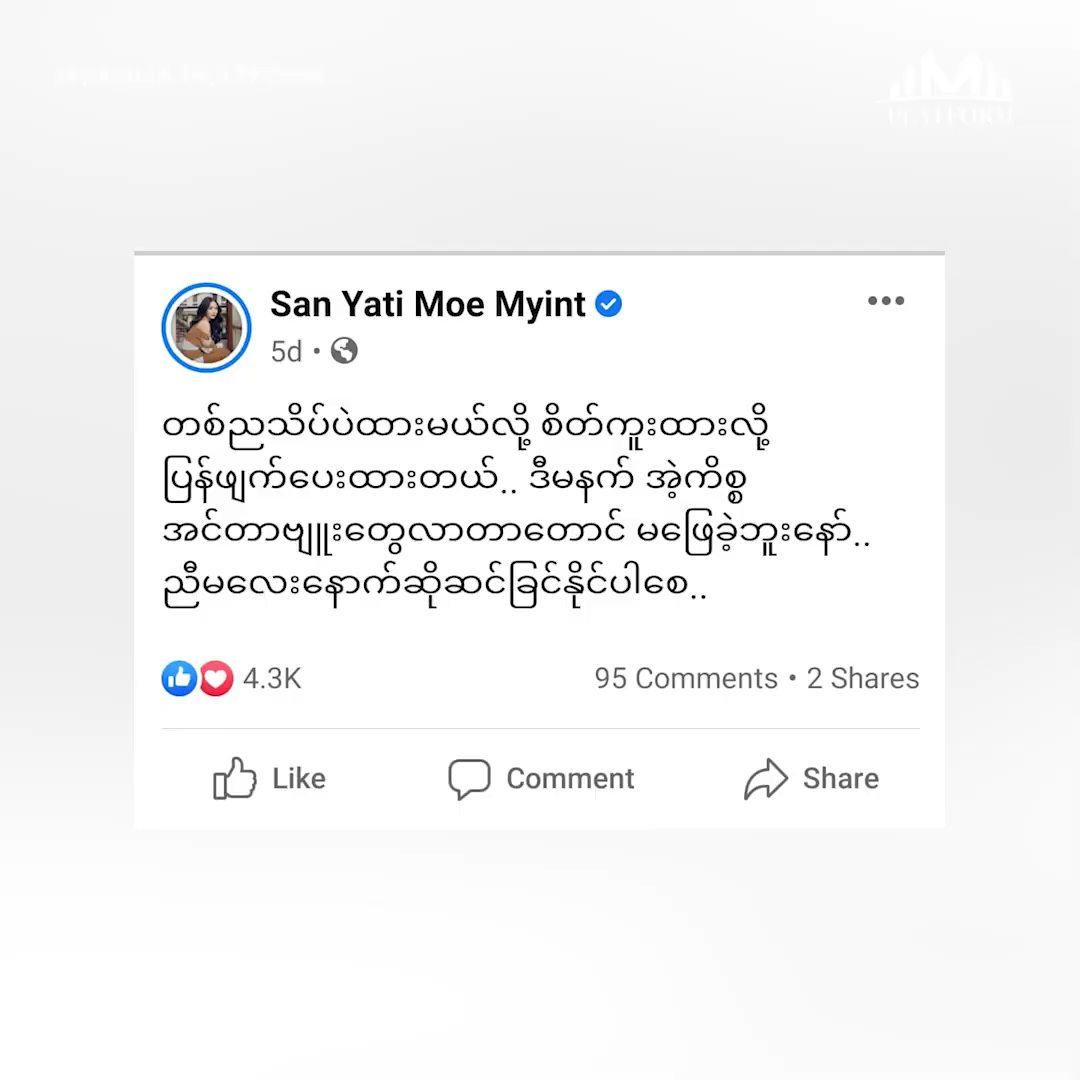 PLATFORM
San Yati Moe Myint
5d •
တစ်ညသိပ်ပဲထားမယ်လို့ စိတ်ကူးထားလို့
ပြန်ဖျက်ပေးထားတယ်.. ဒီမနက် အဲ့ကိစ္စ
အင်တာဗျူးတွေလာတာတောင် မဖြေခဲ့ဘူးနော်..
ညီမလေးနောက်ဆိုဆင်ခြင်နိုင်ပါစေ..
4.3K
95 Comments • 2 Shares
Like
Comment
Share